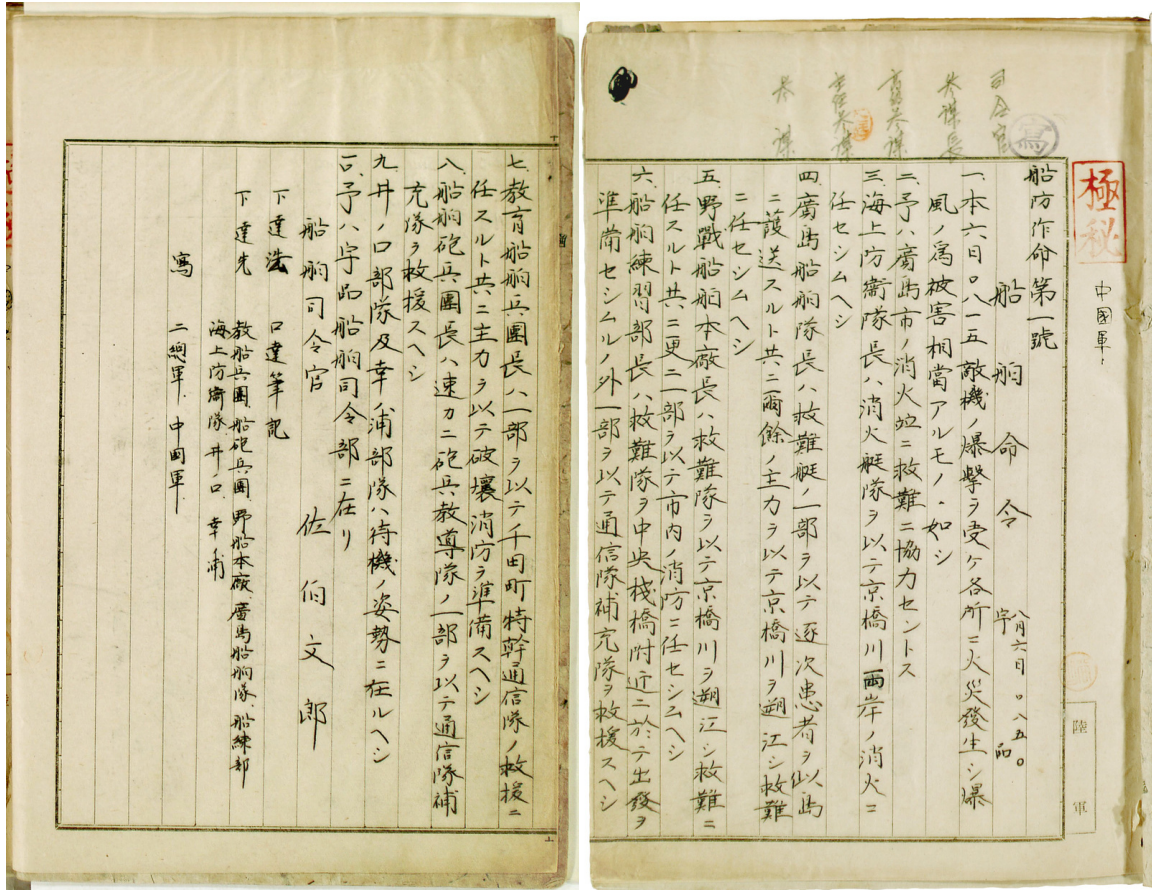 極秘
中國軍
陸軍
寫
司令官
参謀長
高級参謀
主任参謀
参謀
船防作命第一號
船舶命令
八月六日〇八五〇
宇品
一、本六日〇八一五敵機ノ爆撃ヲ受ケ各所ニ火災發生シ爆
風ノ爲被害相當アルモノノ如シ
二、予ハ廣島市ノ消火竝ニ救難ニ協力セントス
三、海上防衞隊長ハ消火艇隊ヲ以テ京橋川両岸ノ消火ニ
任セシムヘシ
四、廣島船舶隊長ハ救難艇ノ一部ヲ以テ逐次患者ヲ似島
ニ護送スルト共ニ爾餘ノ主力ヲ以テ京橋川ヲ遡江シ救難
ニ任セシムヘシ
五、野戰船舶本廠長ハ救難隊ヲ以テ京橋川ヲ遡江シ救難ニ
任スルト共ニ更ニ一部ヲ以テ市内ノ消防ニ任セシムヘシ
六、船舶練習部長ハ救難隊ヲ中央桟橋附近ニ於テ出發ヲ
準備セシムルノ外一部ヲ以テ通信隊補充隊ヲ救援スヘシ
七、教育船舶兵團長ハ一部ヲ以テ千田町特幹通信隊ノ救援ニ
任スルト共ニ主力ヲ以テ破壊消防ヲ準備スヘシ
八、船舶砲兵團長ハ速カニ砲兵教導隊ノ一部ヲ以テ通信隊補
充隊ヲ救援スヘシ
九、井ノ口部隊及幸ノ浦部隊ハ待機ノ姿勢ニ在ルヘシ
一〇、予ハ宇品船舶司令部ニ在リ
船舶司令官 佐伯文郎
下達法 口達筆記
下達先 教船兵團、船砲兵團、野船本廠、廣島船舶隊、船練部
海上防衞隊、井ノ口、幸ノ浦
寫 二總軍、中国軍